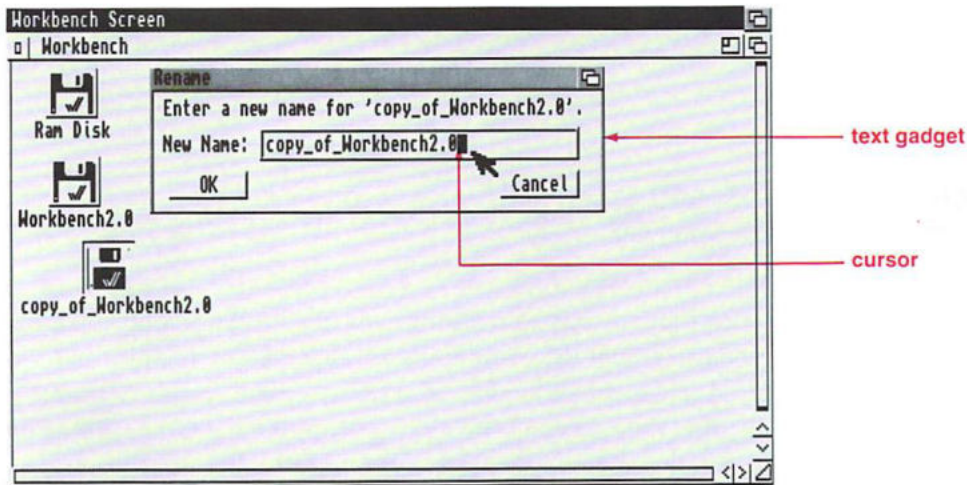 Workbench Screen
Workbench
Rename
Ram Disk
Enter a new name for 'copy_of_Workbench2.0'.
New Name: copy_of_Workbench2.0
OK
Cancel
Workbench2.0
copy_of_Workbench2.0
text gadget
cursor